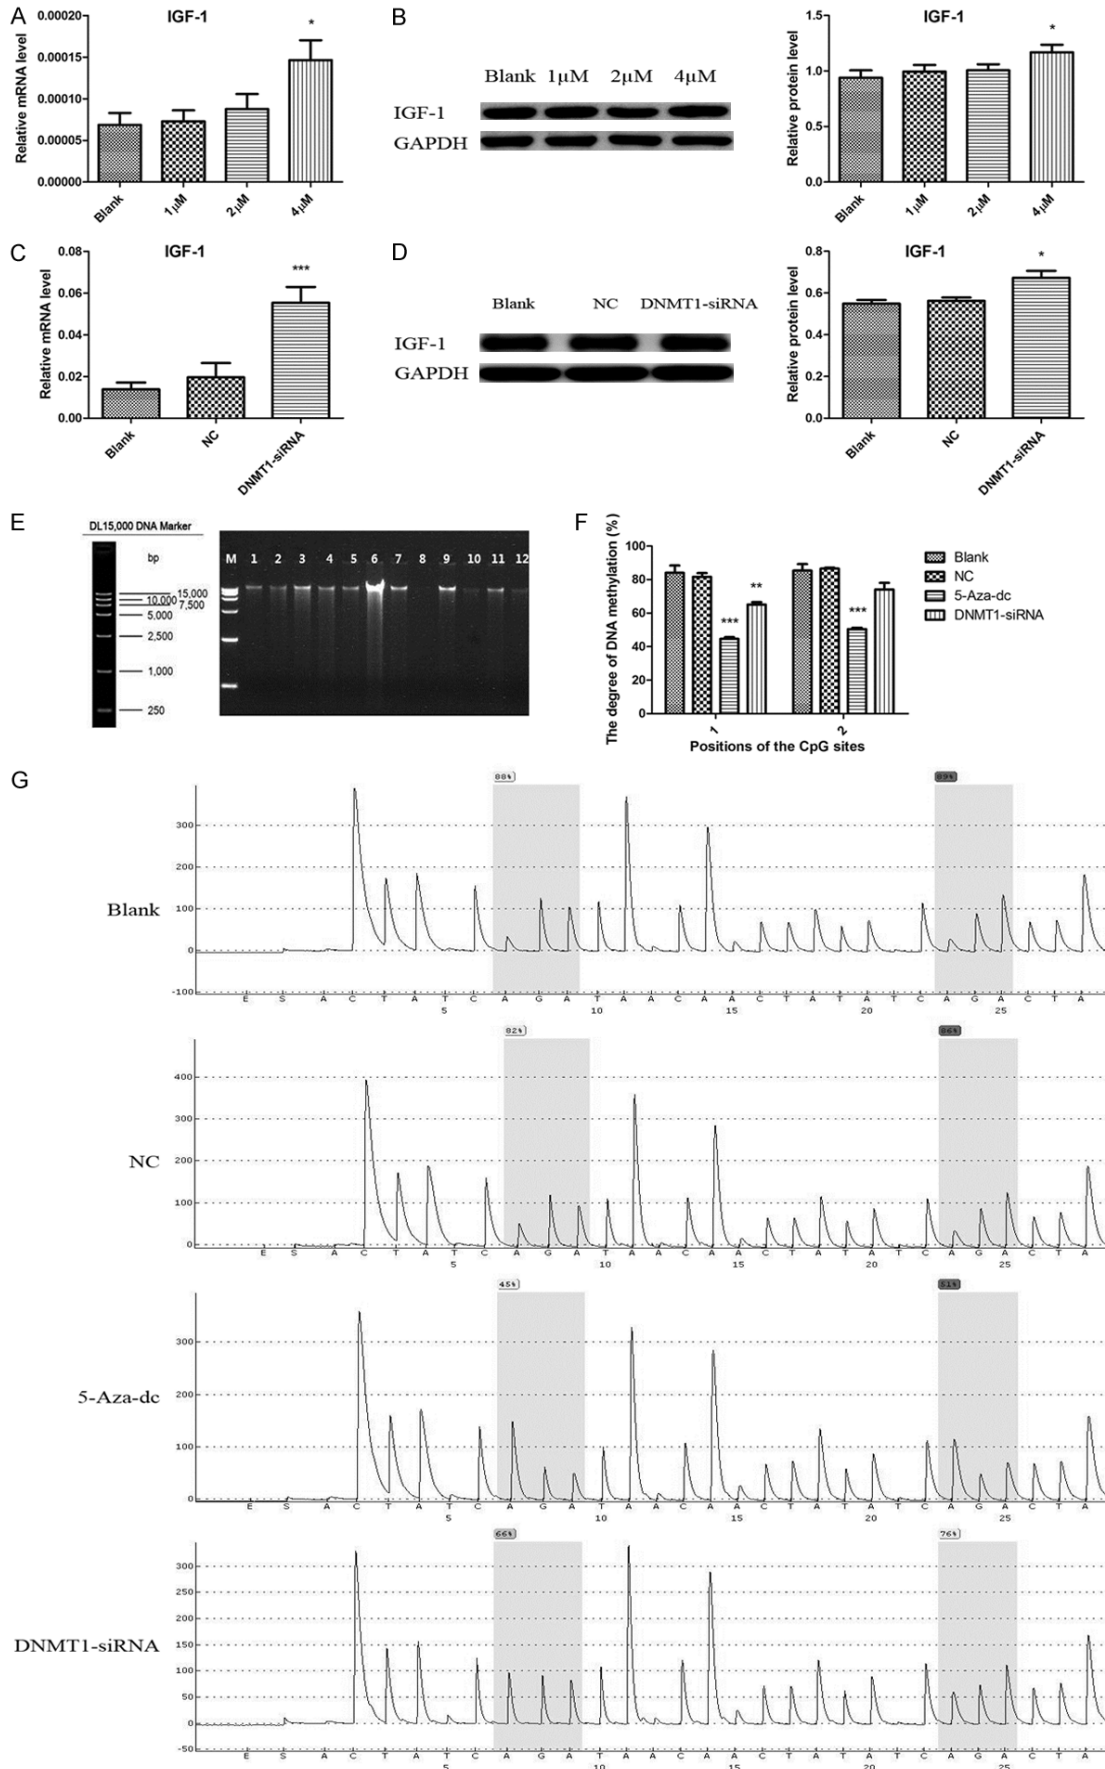 A
IGF-1
Relative mRNA level
0.00020
0.00015
0.00010
0.00005
0.00000
*
Blank
1μM
2μM
4μM
B
Blank 1μM 2μM 4μM
IGF-1
GAPDH
IGF-1
Relative protein level
1.5
1.0
0.5
0.0
*
Blank
1μM
2μM
4μM
C
IGF-1
Relative mRNA level
0.08
0.06
0.04
0.02
0.00
***
Blank
NC
DNMT1-siRNA
D
Blank NC DNMT1-siRNA
IGF-1
GAPDH
IGF-1
Relative protein level
0.8
0.6
0.4
0.2
0.0
*
Blank
NC
DNMT1-siRNA
E
DL15,000 DNA Marker
bp
15,000
10,000
7,500
5,000
2,500
1,000
250
M 1 2 3 4 5 6 7 8 9 10 11 12
F
The degree of DNA methylation (%)
100
80
60
40
20
0
*** **
***
1 2
Positions of the CpG sites
Blank
NC
5-Aza-dc
DNMT1-siRNA
G
Blank
88% 89%
300
200
100
0
-100
E S A C T A T C A G A T A A C A A C T A T A T C A G A C T A
5 10 15 20 25
NC
82% 86%
400
300
200
100
0
E S A C T A T C A G A T A A C A A C T A T A T C A G A C T A
5 10 15 20 25
5-Aza-dc
45% 51%
300
200
100
0
E S A C T A T C A G A T A A C A A C T A T A T C A G A C T A
5 10 15 20 25
DNMT1-siRNA
66% 76%
350
300
250
200
150
100
50
0
-50
E S A C T A T C A G A T A A C A A C T A T A T C A G A C T A
5 10 15 20 25